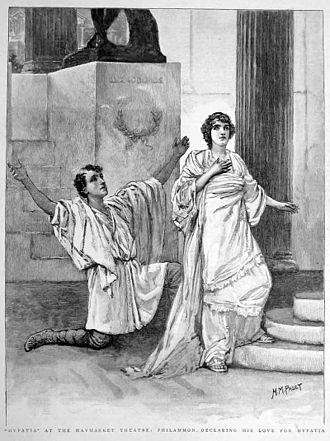 H. M. PAGET
"HYPATIA" AT THE HAYMARKET THEATRE: PHILAMMON DECLARING HIS LOVE FOR HYPATIA